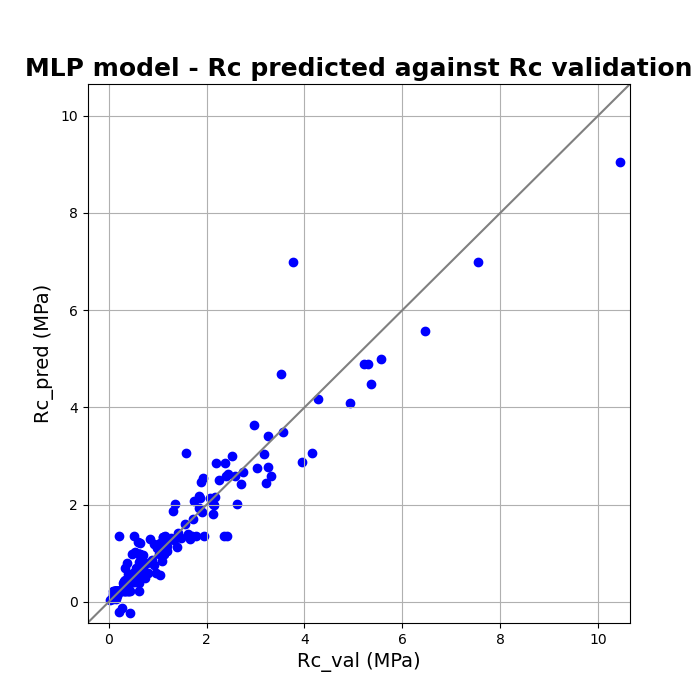 MLP model - Rc predicted against Rc validation
10
8
6
4
2
0
Rc_pred (MPa)
0 2 4 6 8 10
Rc_val (MPa)